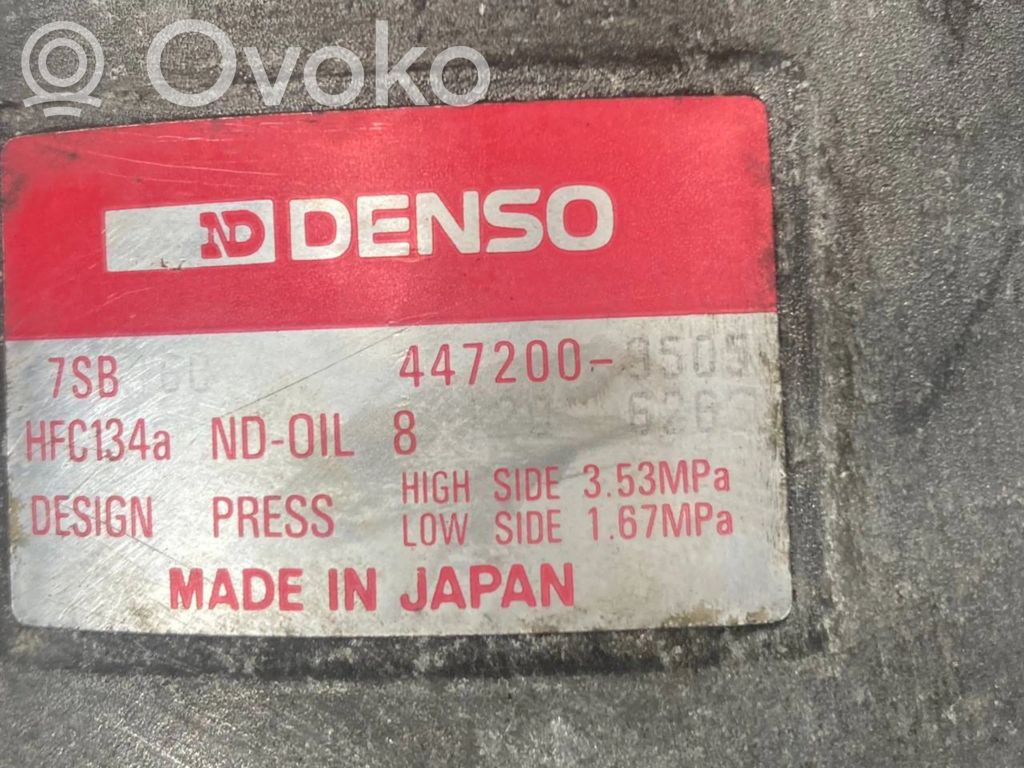 Ovoko
ND DENSO
7SB 447200-
HFC134a ND-OIL 8
DESIGN PRESS HIGH SIDE 3.53MPa
LOW SIDE 1.67MPa
MADE IN JAPAN